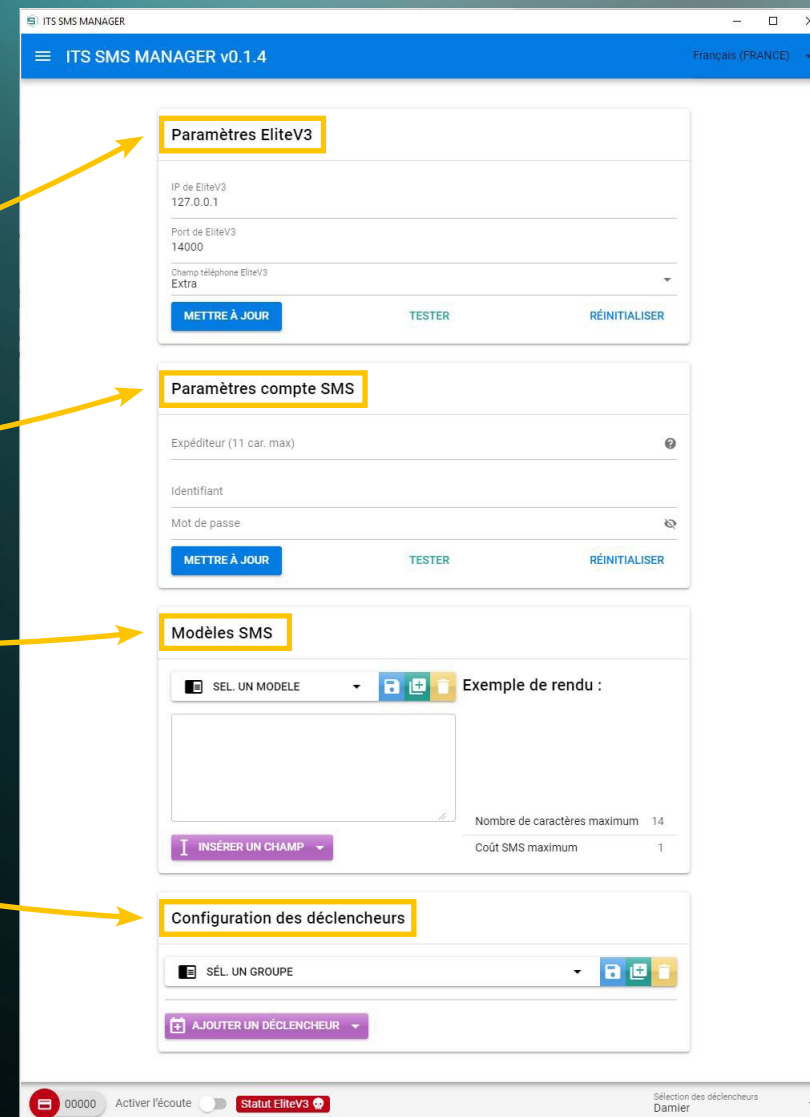 ITS SMS MANAGER
ITS SMS MANAGER v0.1.4
Français (FRANCE)
Paramètres EliteV3
IP de EliteV3
127.0.0.1
Port de EliteV3
14000
Champ téléphone EliteV3
Extra
METTRE À JOUR TESTER RÉINITIALISER
Paramètres compte SMS
Expéditeur (11 car. max)
Identifiant
Mot de passe
METTRE À JOUR TESTER RÉINITIALISER
Modèles SMS
SEL. UN MODELE
Exemple de rendu :
Nombre de caractères maximum 14
INSÉRER UN CHAMP
Coût SMS maximum 1
Configuration des déclencheurs
SÉL. UN GROUPE
AJOUTER UN DÉCLENCHEUR
00000 Activer l'écoute Statut EliteV3
Sélection des déclencheurs
Damier